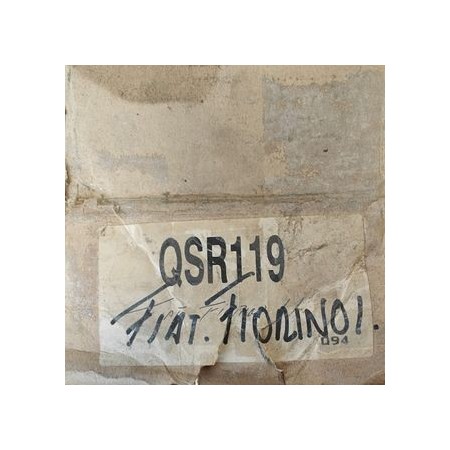 QSR119
FIAT. FIORINO I.
094